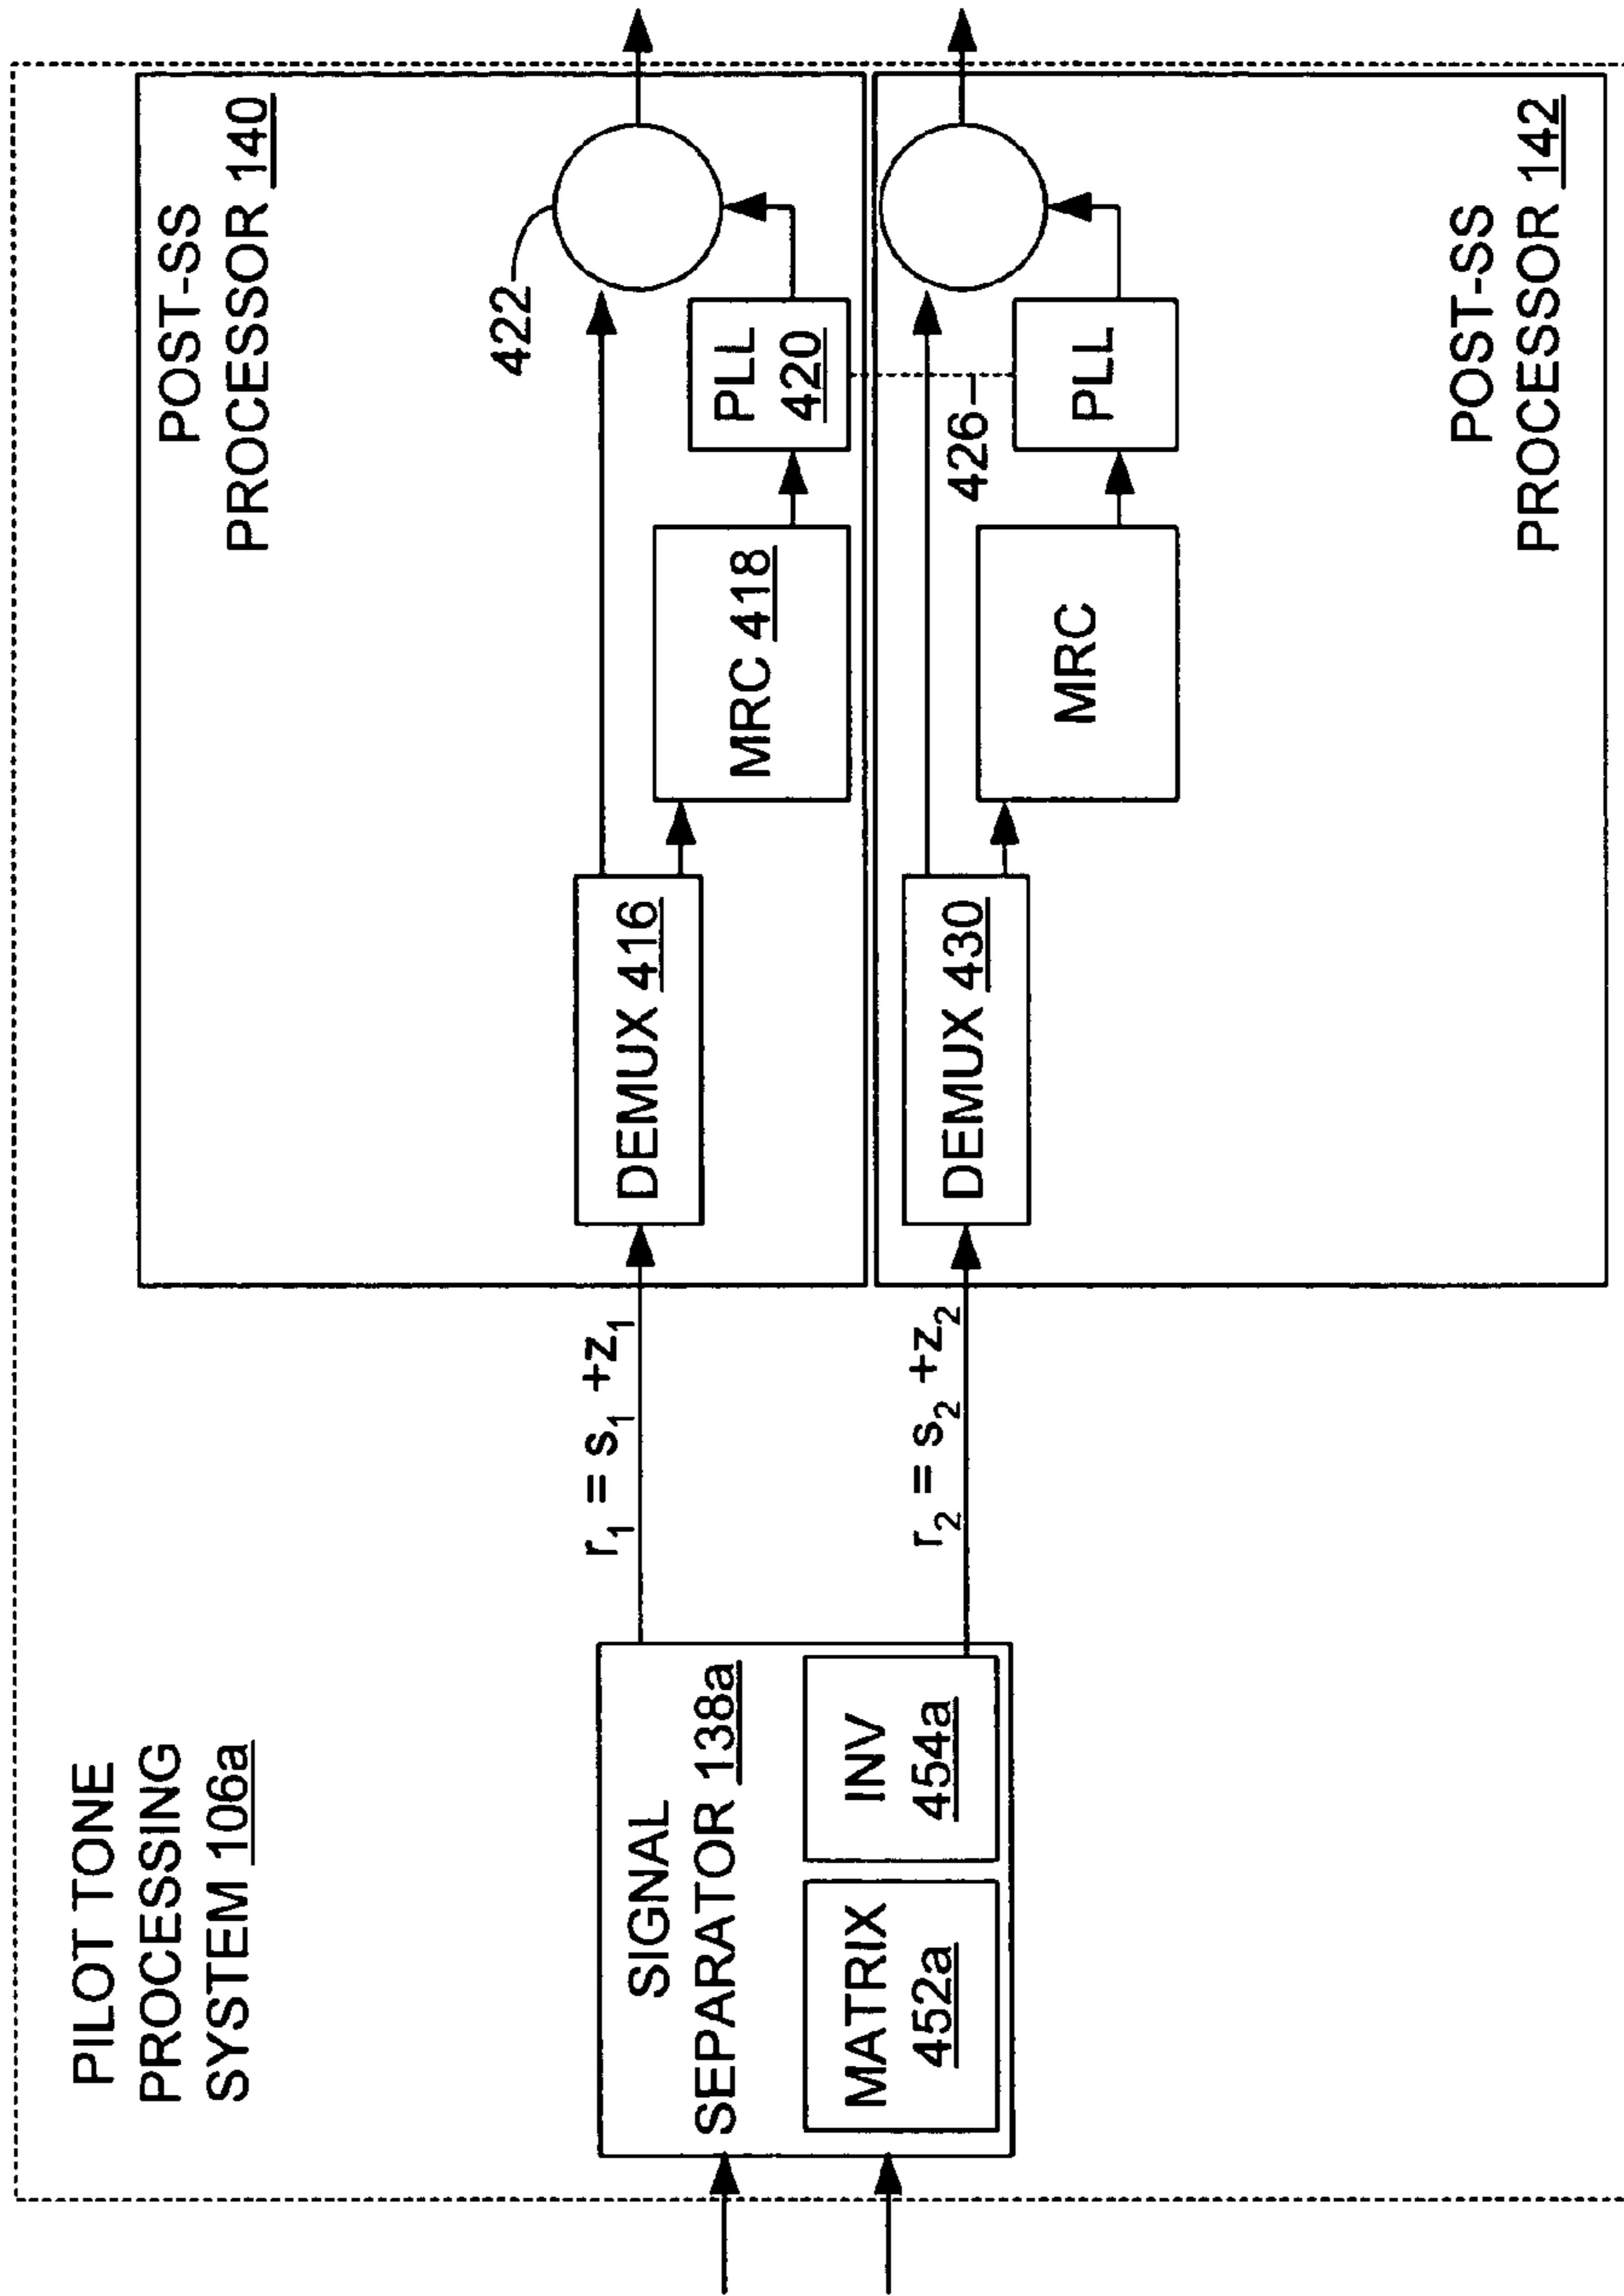 PILOT TONE
PROCESSING
SYSTEM 106a
SIGNAL
SEPARATOR 138a
MATRIX
452a
INV
454a
r₁ = s₁ +z₁
r₂ = s₂ +z₂
POST-SS
PROCESSOR 140
DEMUX 416
MRC 418
PLL
420
422
426
DEMUX 430
MRC
PLL
POST-SS
PROCESSOR 142